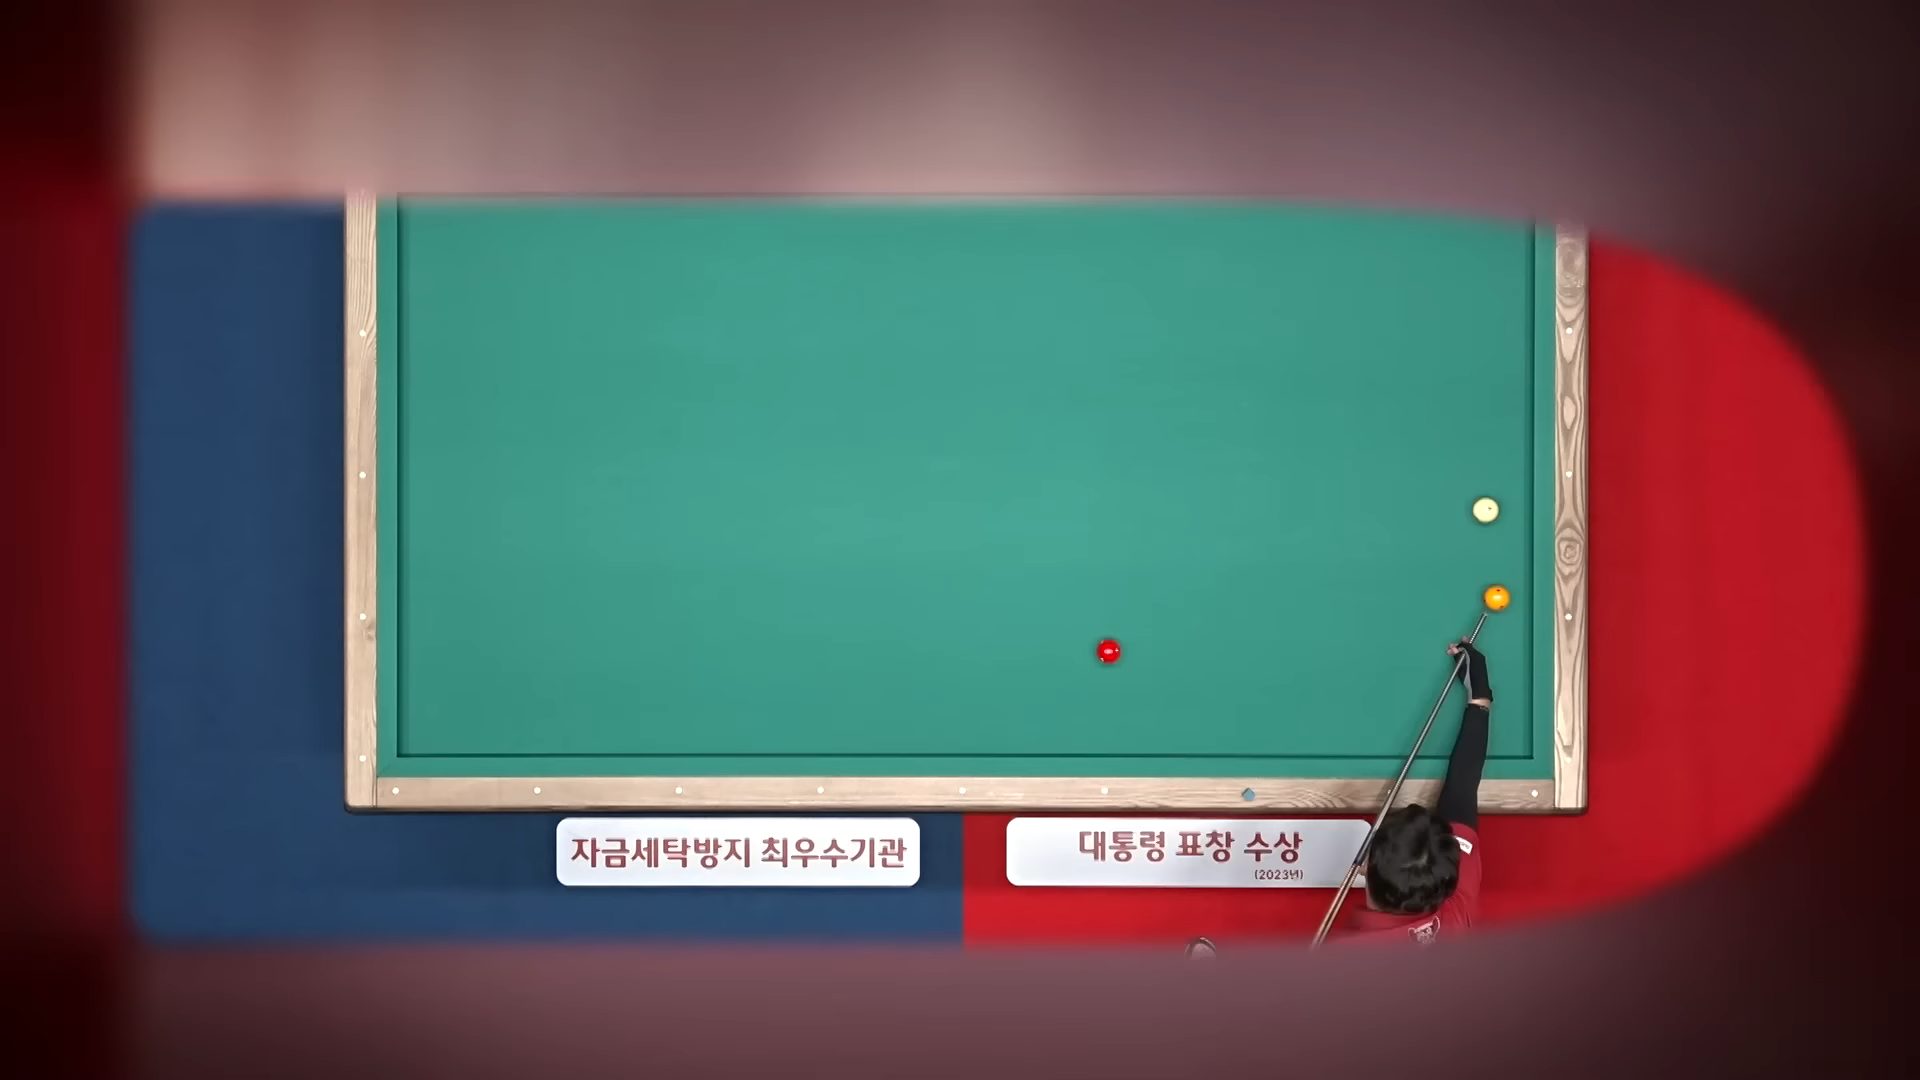 자금세탁방지 최우수기관
대통령 표창 수상
(2023년)